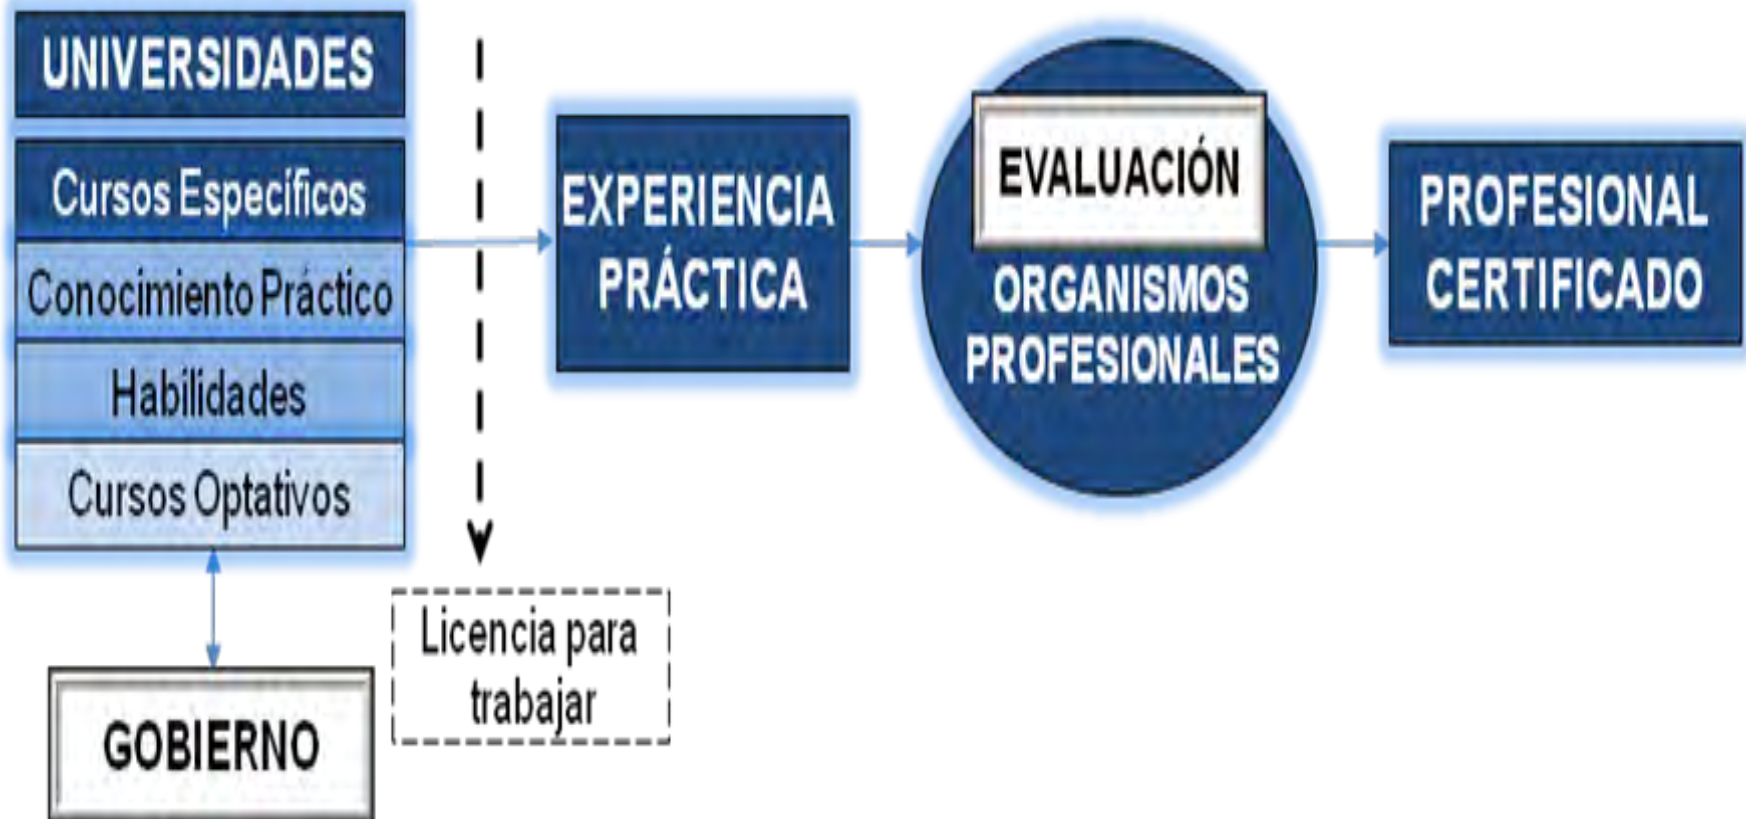 UNIVERSIDADES
Cursos Específicos
Conocimiento Práctico
Habilidades
Cursos Optativos
GOBIERNO
Licencia para
trabajar
EXPERIENCIA
PRÁCTICA
EVALUACIÓN
ORGANISMOS
PROFESIONALES
PROFESIONAL
CERTIFICADO